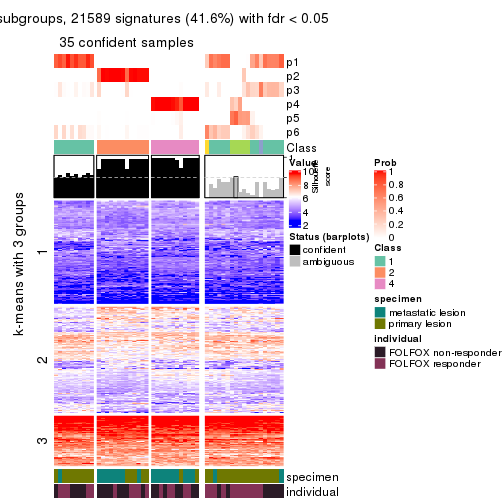 subgroups, 21589 signatures (41.6%) with fdr < 0.05
35 confident samples
p1
p2
p3
p4
p5
p6
Class
1
Silhouette
score
Value
10
8
6
4
2
Status (barplots)
confident
ambiguous
Prob
1
0.8
0.6
0.4
0.2
0
Class
1
2
4
specimen
metastatic lesion
primary lesion
individual
FOLFOX non-responder
FOLFOX responder
k-means with 3 groups
1
2
3
specimen
individual